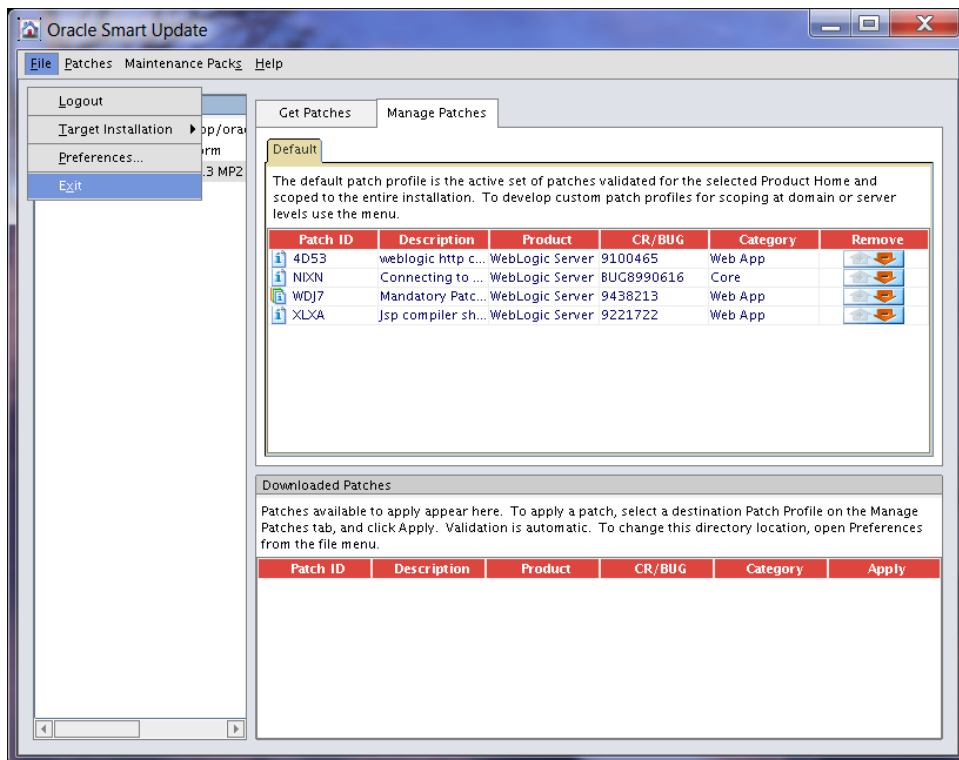 Oracle Smart Update
File Patches Maintenance Packs Help
Logout
Target Installation
Preferences...
Exit
.3 MP2
Get Patches Manage Patches
Default
The default patch profile is the active set of patches validated for the selected Product Home and
scoped to the entire installation. To develop custom patch profiles for scoping at domain or server
levels use the menu.
Patch ID Description Product CR/BUG Category Remove
4D53 weblogic http c... WebLogic Server 9100465 Web App
NIXN Connecting to ... WebLogic Server BUG8990616 Core
WDJ7 Mandatory Patc... WebLogic Server 9438213 Web App
XLXA Jsp compiler sh... WebLogic Server 9221722 Web App
Downloaded Patches
Patches available to apply appear here. To apply a patch, select a destination Patch Profile on the Manage
Patches tab, and click Apply. Validation is automatic. To change this directory location, open Preferences
from the file menu.
Patch ID Description Product CR/BUG Category Apply